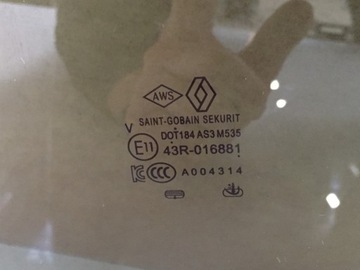 AWS
SAINT-GOBAIN SEKURIT
V DOT184 AS3 M535
E11 43R-016881
CCC A004314